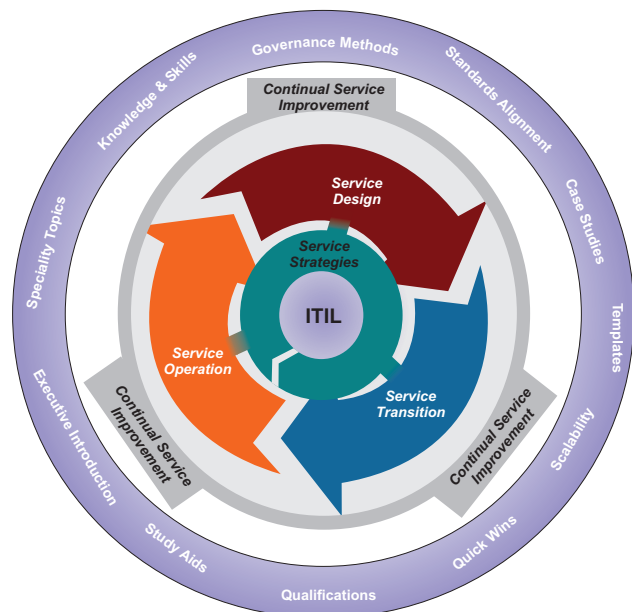 Governance Methods
Standards Alignment
Case Studies
Templates
Scalability
Quick Wins
Qualifications
Study Aids
Executive Introduction
Speciality Topics
Knowledge & Skills
Continual Service
Improvement
Service
Design
Service
Strategies
ITIL
Service
Operation
Service
Transition
Continual Service
Improvement
Continual Service
Improvement